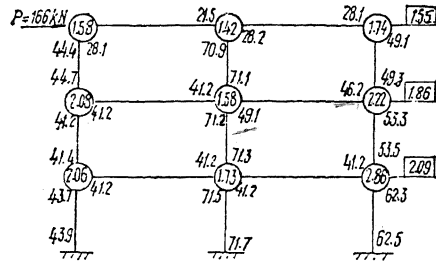 P=166kN 1.58 21.5 1.42 28.1 1.74 1.55
44.4 28.1 70.9 28.2 49.1
44.7 41.2 71.1 46.2 49.3 1.86
2.09 1.58 2.22
41.2 41.2 71.2 49.1 53.3
41.4 41.2 71.3 41.2 53.5 2.09
2.06 1.73 2.86
43.7 41.2 71.5 41.2 62.3
43.9 71.7 62.5